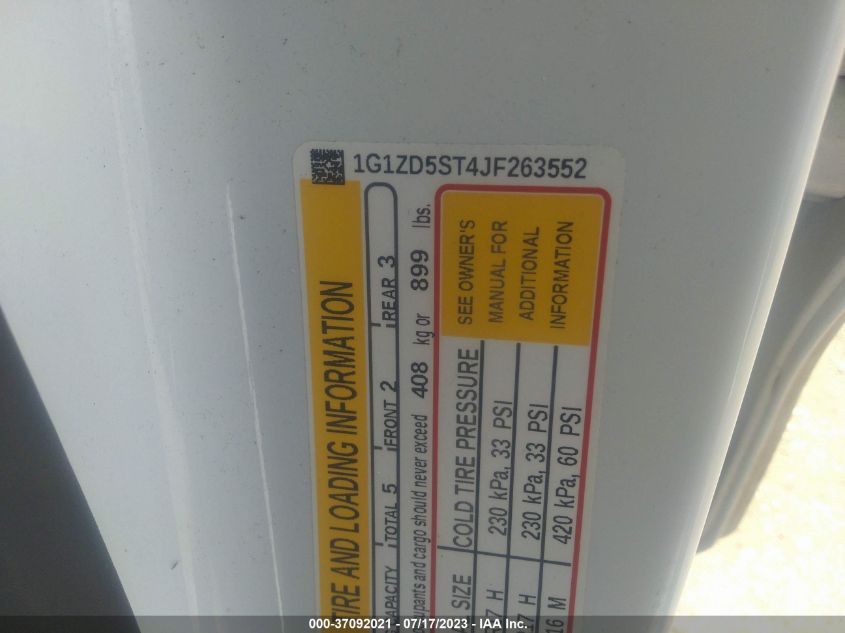 1G1ZD5ST4JF263552
TIRE AND LOADING INFORMATION
CAPACITY TOTAL 5 FRONT 2 REAR 3
and cargo should never exceed 408 kg or 899 lbs.
SIZE COLD TIRE PRESSURE
H 230 kPa, 33 PSI
H 230 kPa, 33 PSI
16 M 420 kPa, 60 PSI
SEE OWNER'S
MANUAL FOR
ADDITIONAL
INFORMATION
000-37092021 - 07/17/2023 - IAA Inc.